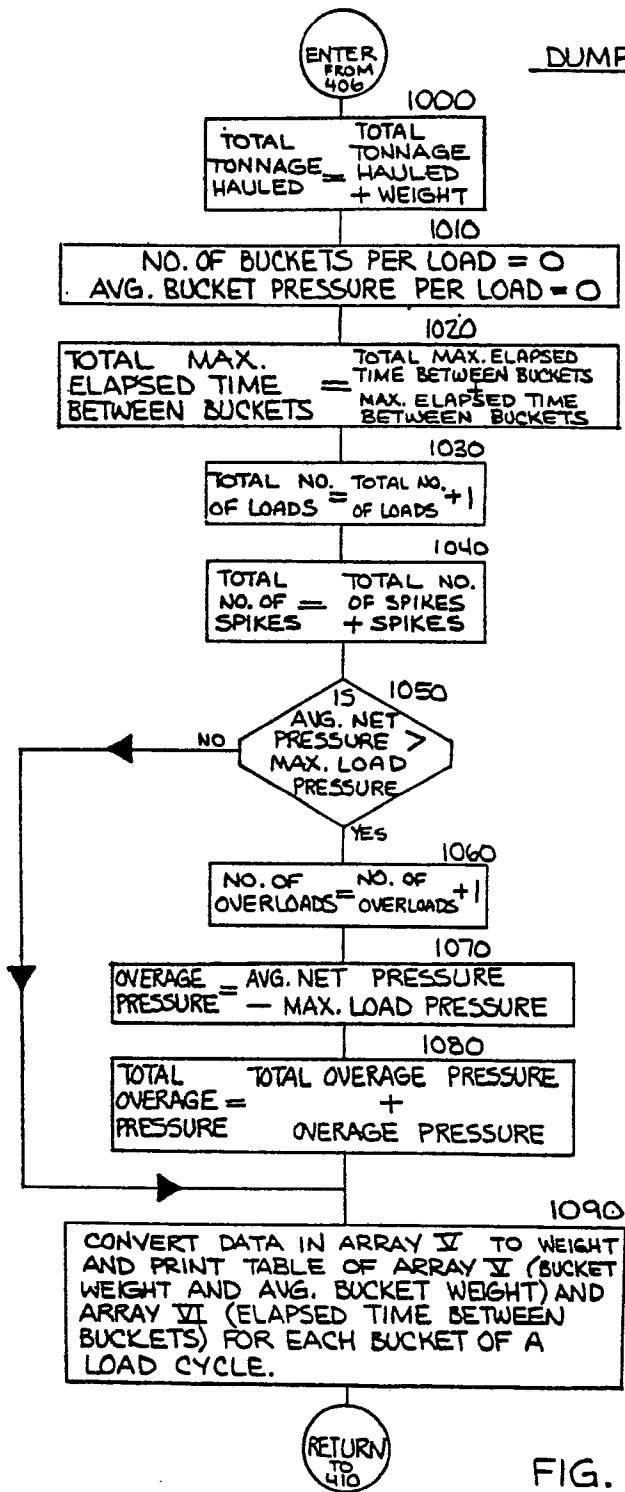 ENTER
FROM
406
DUMP
1000
TOTAL
TONNAGE
HAULED
=
TOTAL
TONNAGE
HAULED
+ WEIGHT
1010
NO. OF BUCKETS PER LOAD = 0
AVG. BUCKET PRESSURE PER LOAD = 0
1020
TOTAL MAX.
ELAPSED TIME
BETWEEN BUCKETS
=
TOTAL MAX. ELAPSED
TIME BETWEEN BUCKETS
+
MAX. ELAPSED TIME
BETWEEN BUCKETS
1030
TOTAL NO.
OF LOADS
=
TOTAL NO.
OF LOADS
+1
1040
TOTAL
NO. OF
SPIKES
=
TOTAL NO.
OF SPIKES
+ SPIKES
1050
IS
AVG. NET
PRESSURE >
MAX. LOAD
PRESSURE
NO
YES
1060
NO. OF
OVERLOADS
=
NO. OF
OVERLOADS
+1
1070
OVERAGE
PRESSURE
=
AVG. NET PRESSURE
- MAX. LOAD PRESSURE
1080
TOTAL
OVERAGE
PRESSURE
=
TOTAL OVERAGE PRESSURE
+
OVERAGE PRESSURE
1090
CONVERT DATA IN ARRAY V TO WEIGHT
AND PRINT TABLE OF ARRAY V (BUCKET
WEIGHT AND AVG. BUCKET WEIGHT) AND
ARRAY VI (ELAPSED TIME BETWEEN
BUCKETS) FOR EACH BUCKET OF A
LOAD CYCLE.
RETURN
TO
410
FIG.